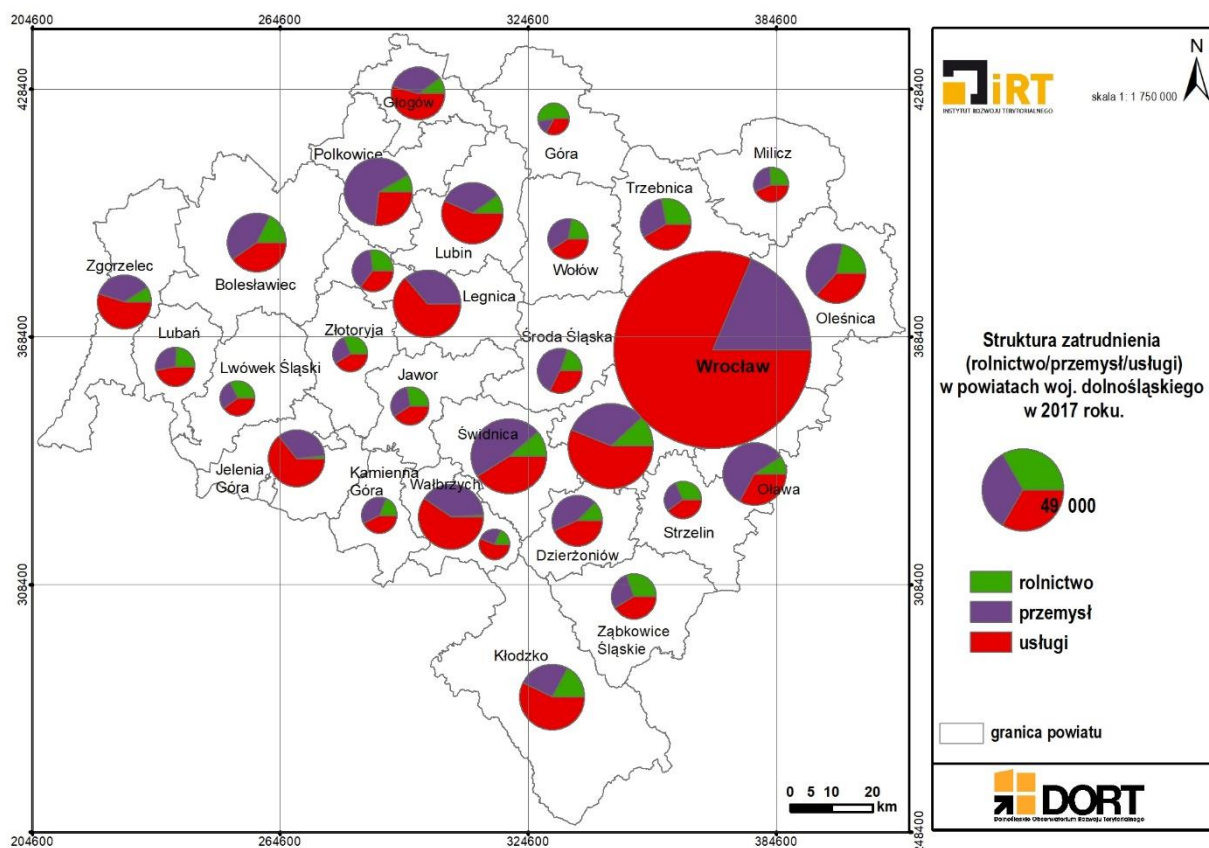 204600
264600
324600
384600
428400
428400
Głogów
Góra
Milicz
Polkowice
Trzebnica
Lubin
Wołów
Zgorzelec
Bolesławiec
Oleśnica
Legnica
388400
388400
Lubań
Złotoryja
Środa Śląska
Wrocław
Lwówek Śląski
Jawor
Świdnica
Jelenia
Góra
Kamienna
Góra
Wałbrzych
Oława
Strzelin
Dzierżoniów
308400
308400
Ząbkowice
Śląskie
Kłodzko
0 5 10 20
km
204600
264600
324600
248400
iRT
INSTYTUT ROZWOJU TERYTORIALNEGO
skala 1: 1 750 000
N
Struktura zatrudnienia
(rolnictwo/przemysł/usługi)
w powiatach woj. dolnośląskiego
w 2017 roku.
49 000
rolnictwo
przemysł
usługi
granica powiatu
DORT
Dolnośląskie Obserwatorium Rozwoju Terytorialnego